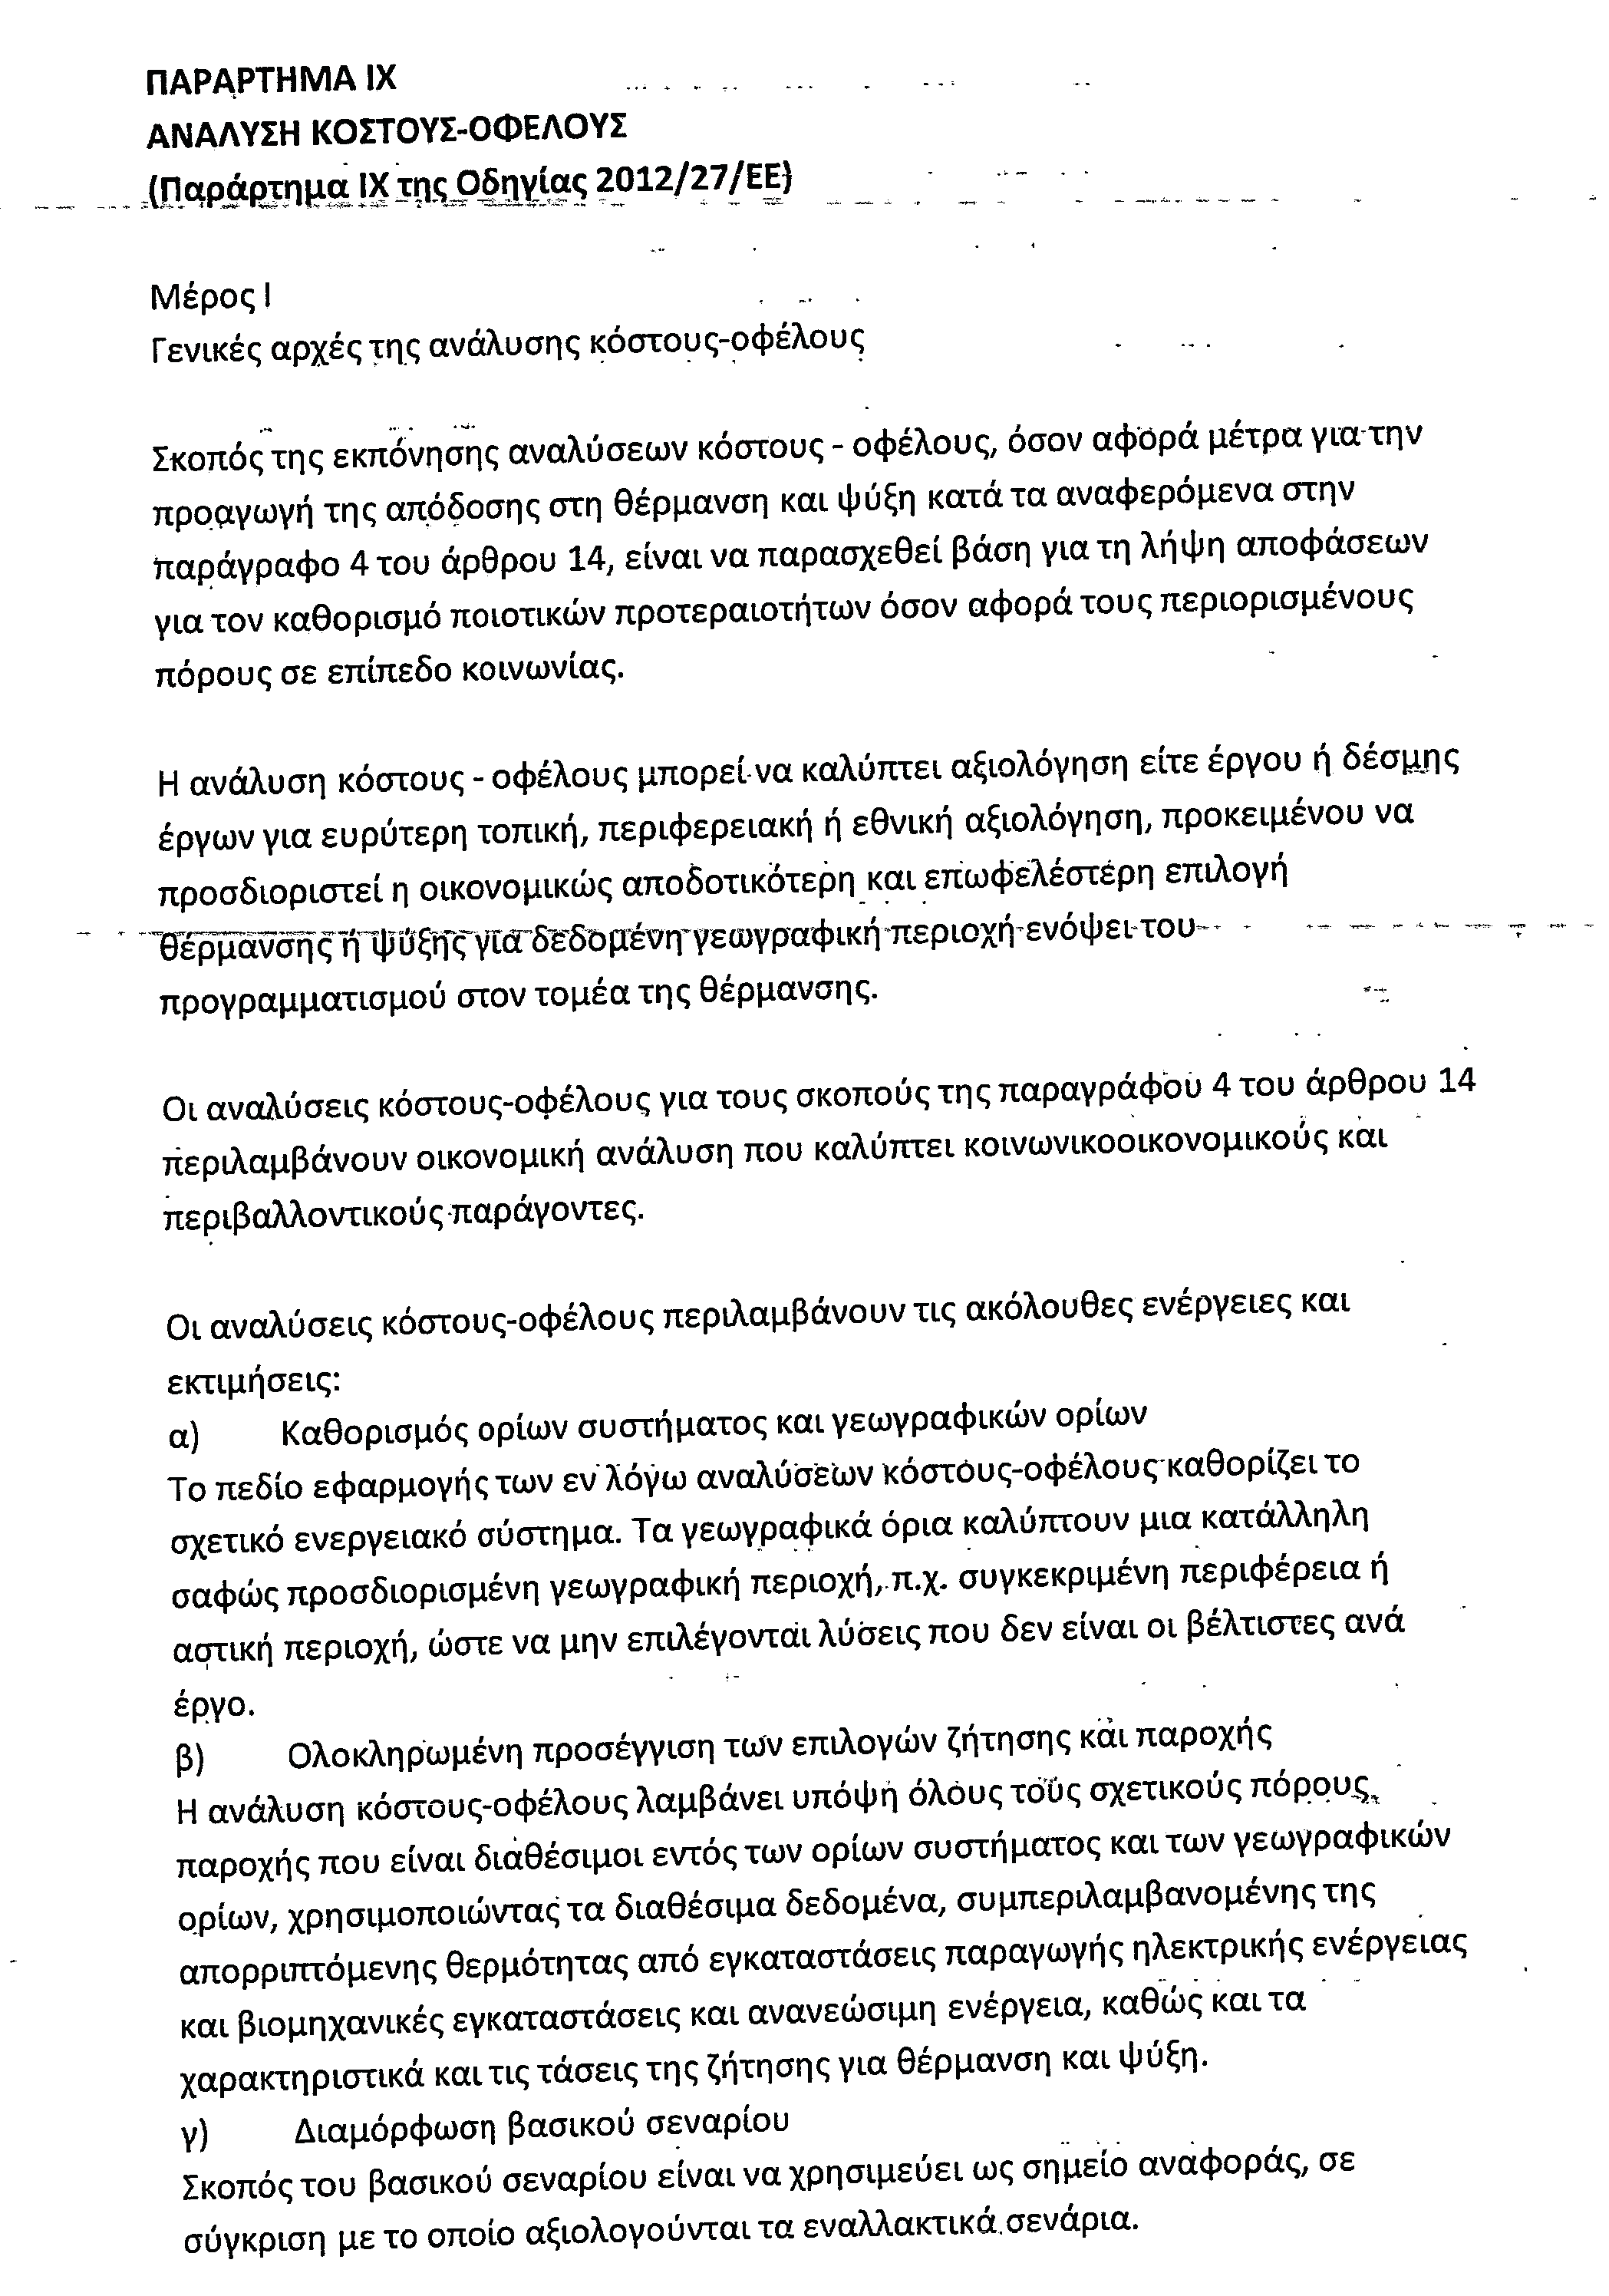 ΠΑΡΑΡΤΗΜΑ ΙΧ
ΑΝΑΛΥΣΗ ΚΟΣΤΟΥΣ-ΟΦΕΛΟΥΣ
(Παράρτημα ΙΧ της Οδηγίας 2012/27/ΕΕ)
Μέρος Ι
Γενικές αρχές της ανάλυσης κόστους-οφέλους
Σκοπός της εκπόνησης αναλύσεων κόστους - οφέλους, όσον αφορά μέτρα για την
προαγωγή της απόδοσης στη θέρμανση και ψύξη κατά τα αναφερόμενα στην
παράγραφο 4 του άρθρου 14, είναι να παρασχεθεί βάση για τη λήψη αποφάσεων
για τον καθορισμό ποιοτικών προτεραιοτήτων όσον αφορά τους περιορισμένους
πόρους σε επίπεδο κοινωνίας.
Η ανάλυση κόστους - οφέλους μπορεί να καλύπτει αξιολόγηση είτε έργου ή δέσμης
έργων για ευρύτερη τοπική, περιφερειακή ή εθνική αξιολόγηση, προκειμένου να
προσδιοριστεί η οικονομικώς αποδοτικότερη και επωφελέστερη επιλογή
θέρμανσης ή ψύξης για δεδομένη γεωγραφική περιοχή ενόψει του
προγραμματισμού στον τομέα της θέρμανσης.
Οι αναλύσεις κόστους-οφέλους για τους σκοπούς της παραγράφου 4 του άρθρου 14
περιλαμβάνουν οικονομική ανάλυση που καλύπτει κοινωνικοοικονομικούς και
περιβαλλοντικούς παράγοντες.
Οι αναλύσεις κόστους-οφέλους περιλαμβάνουν τις ακόλουθες ενέργειες και
εκτιμήσεις:
α) Καθορισμός ορίων συστήματος και γεωγραφικών ορίων
Το πεδίο εφαρμογής των εν λόγω αναλύσεων κόστους-οφέλους καθορίζει το
σχετικό ενεργειακό σύστημα. Τα γεωγραφικά όρια καλύπτουν μια κατάλληλη
σαφώς προσδιορισμένη γεωγραφική περιοχή, π.χ. συγκεκριμένη περιφέρεια ή
αστική περιοχή, ώστε να μην επιλέγονται λύσεις που δεν είναι οι βέλτιστες ανά
έργο.
β) Ολοκληρωμένη προσέγγιση των επιλογών ζήτησης και παροχής
Η ανάλυση κόστους-οφέλους λαμβάνει υπόψη όλους τους σχετικούς πόρους
παροχής που είναι διαθέσιμοι εντός των ορίων συστήματος και των γεωγραφικών
ορίων, χρησιμοποιώντας τα διαθέσιμα δεδομένα, συμπεριλαμβανομένης της
απορριπτόμενης θερμότητας από εγκαταστάσεις παραγωγής ηλεκτρικής ενέργειας
και βιομηχανικές εγκαταστάσεις και ανανεώσιμη ενέργεια, καθώς και τα
χαρακτηριστικά και τις τάσεις της ζήτησης για θέρμανση και ψύξη.
γ) Διαμόρφωση βασικού σεναρίου
Σκοπός του βασικού σεναρίου είναι να χρησιμεύει ως σημείο αναφοράς, σε
σύγκριση με το οποίο αξιολογούνται τα εναλλακτικά σενάρια.